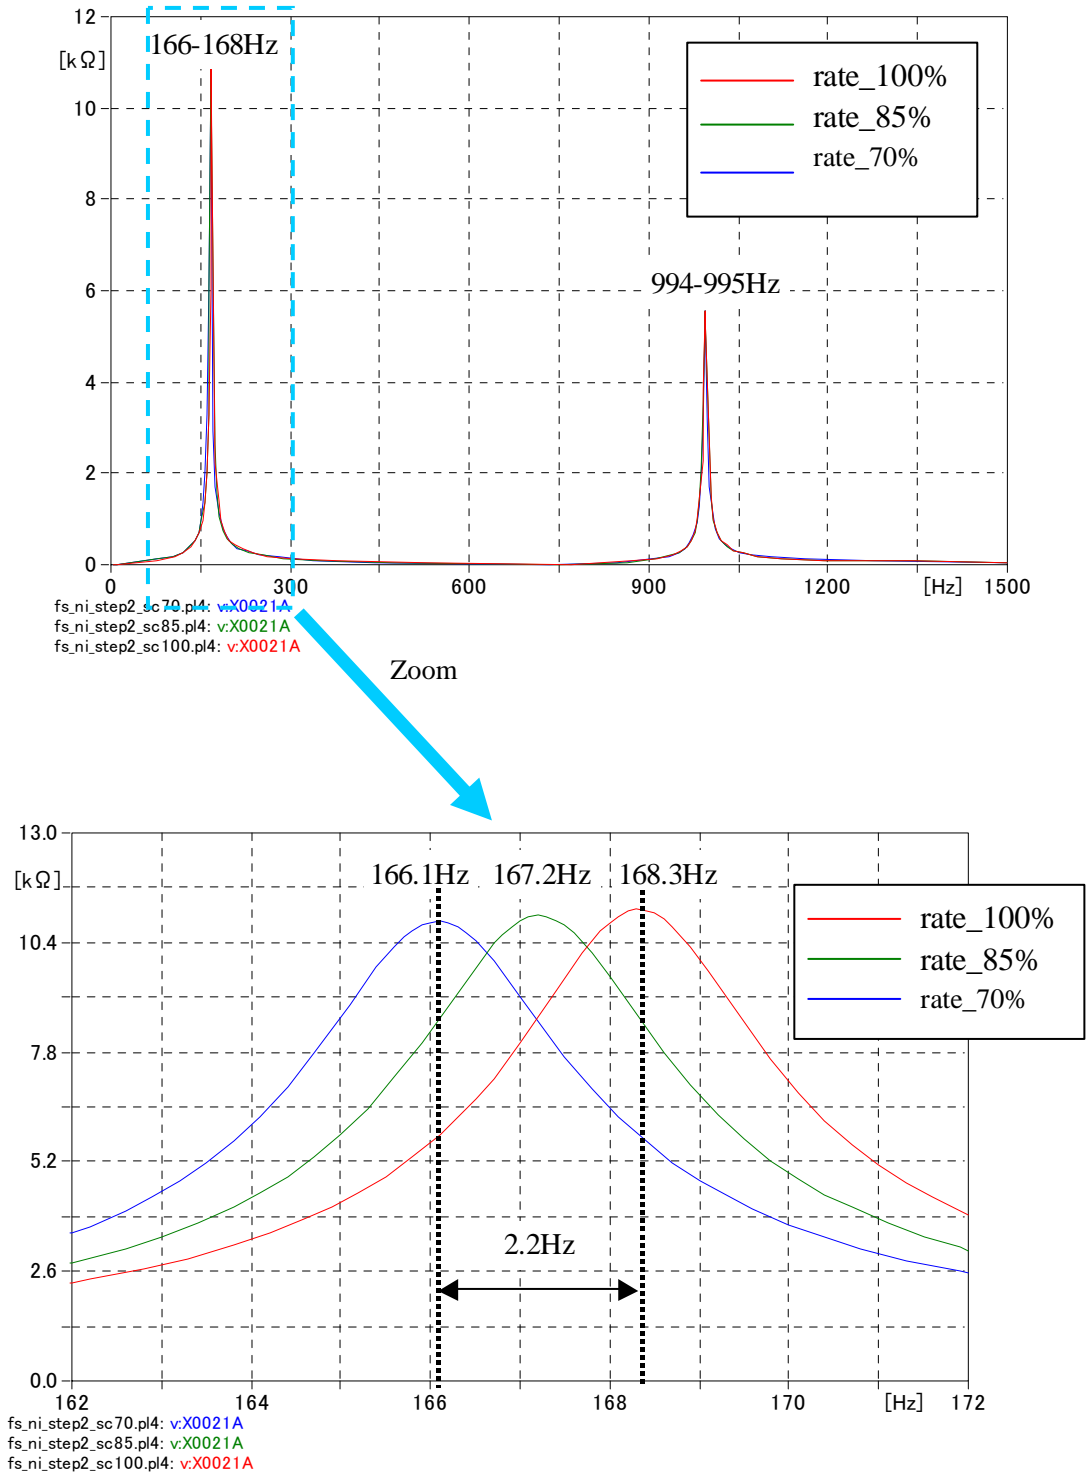 12
[kΩ]
166-168Hz
rate_100%
10
rate_85%
rate_70%
8
994-995Hz
6
4
2
0
0 300 600 900 1200 [Hz] 1500
fs_ni_step2_sc70.pl4: v:X0021A
fs_ni_step2_sc85.pl4: v:X0021A
fs_ni_step2_sc100.pl4: v:X0021A
Zoom
13.0
[kΩ]
166.1Hz 167.2Hz 168.3Hz
rate_100%
10.4
rate_85%
rate_70%
7.8
5.2
2.2Hz
2.6
0.0
162 164 166 168 170 [Hz] 172
fs_ni_step2_sc70.pl4: v:X0021A
fs_ni_step2_sc85.pl4: v:X0021A
fs_ni_step2_sc100.pl4: v:X0021A